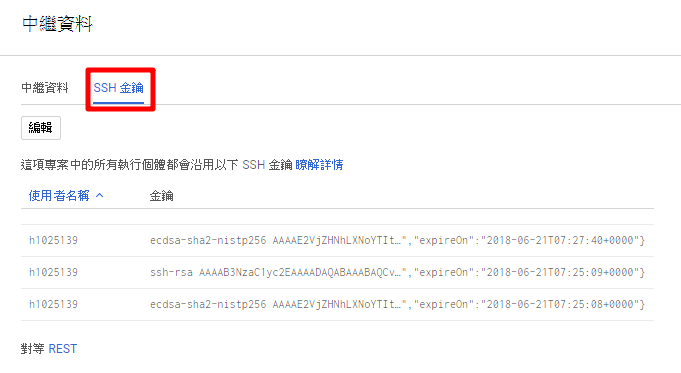 中繼資料
中繼資料 SSH 金鑰
編輯
這項專案中的所有執行個體都會沿用以下 SSH 金鑰 瞭解詳情
使用者名稱 金鑰
h1025139 ecdsa-sha2-nistp256 AAAAE2VjZHNhLXNoYTIt…","expireOn":"2018-06-21T07:27:40+0000"}
h1025139 ssh-rsa AAAAB3NzaC1yc2EAAAADAQABAAABAQCv…","expireOn":"2018-06-21T07:25:09+0000"}
h1025139 ecdsa-sha2-nistp256 AAAAE2VjZHNhLXNoYTIt…","expireOn":"2018-06-21T07:25:08+0000"}
對等 REST